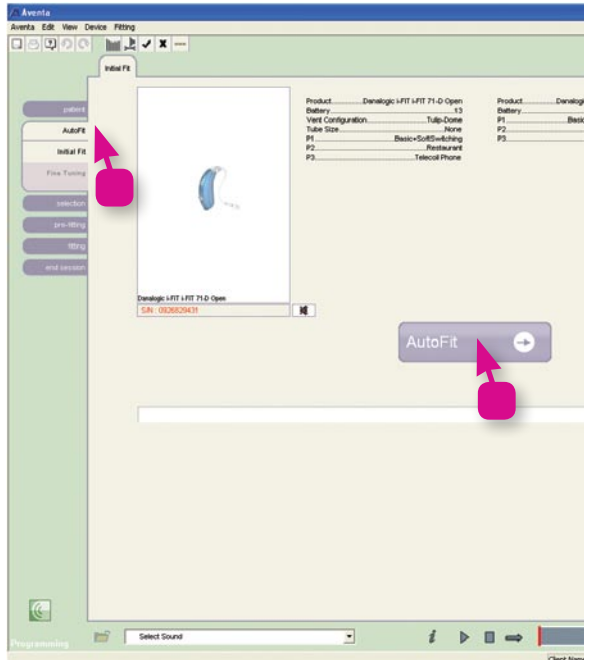 Aventa
Aventa Edit View Device Fitting
Initial Fit
patient
AutoFit
Initial Fit
Fine Tuning
selection
pre-fitting
fitting
end session
Product Danalogic i-FIT i-FIT 71-D Open
Battery 13
Vent Configuration Tulip-Dome
Tube Size None
P1 Basic+SoftSwitching
P2 Restaurant
P3 Telecoil Phone
Product Danalogi
Battery
P1 Basic
P2
P3
Danalogic i-FIT i-FIT 71-D Open
S/N : 0926829431
AutoFit
Programming
Select Sound
i
Client Name